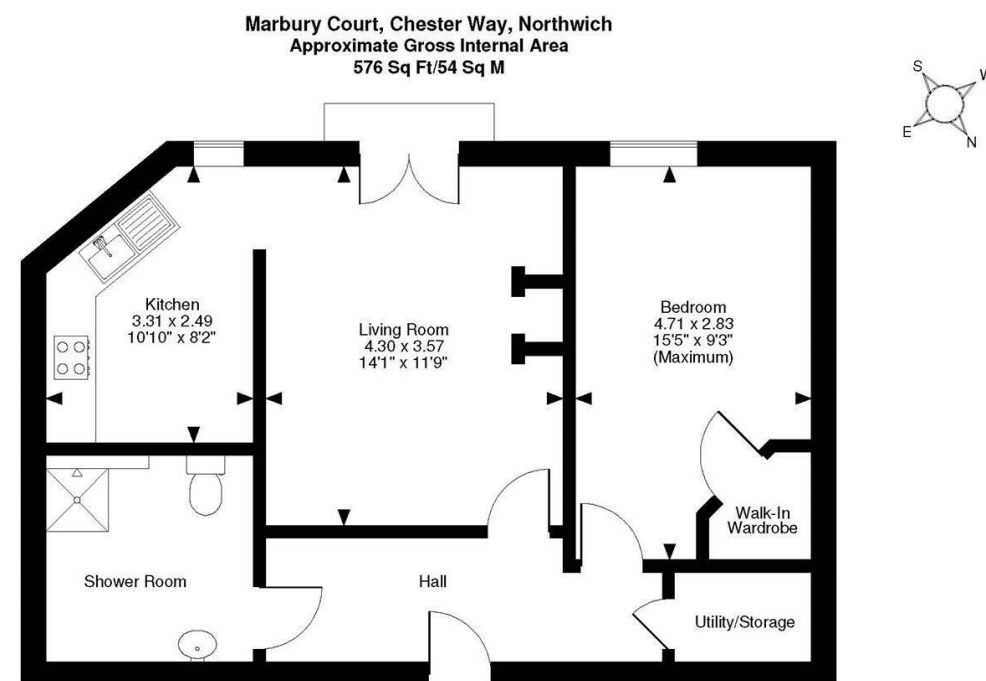 Marbury Court, Chester Way, Northwich
Approximate Gross Internal Area
576 Sq Ft/54 Sq M
S
W
E
N
Kitchen
3.31 x 2.49
10'10" x 8'2"
Living Room
4.30 x 3.57
14'1" x 11'9"
Bedroom
4.71 x 2.83
15'5" x 9'3"
(Maximum)
Walk-In
Wardrobe
Shower Room
Hall
Utility/Storage